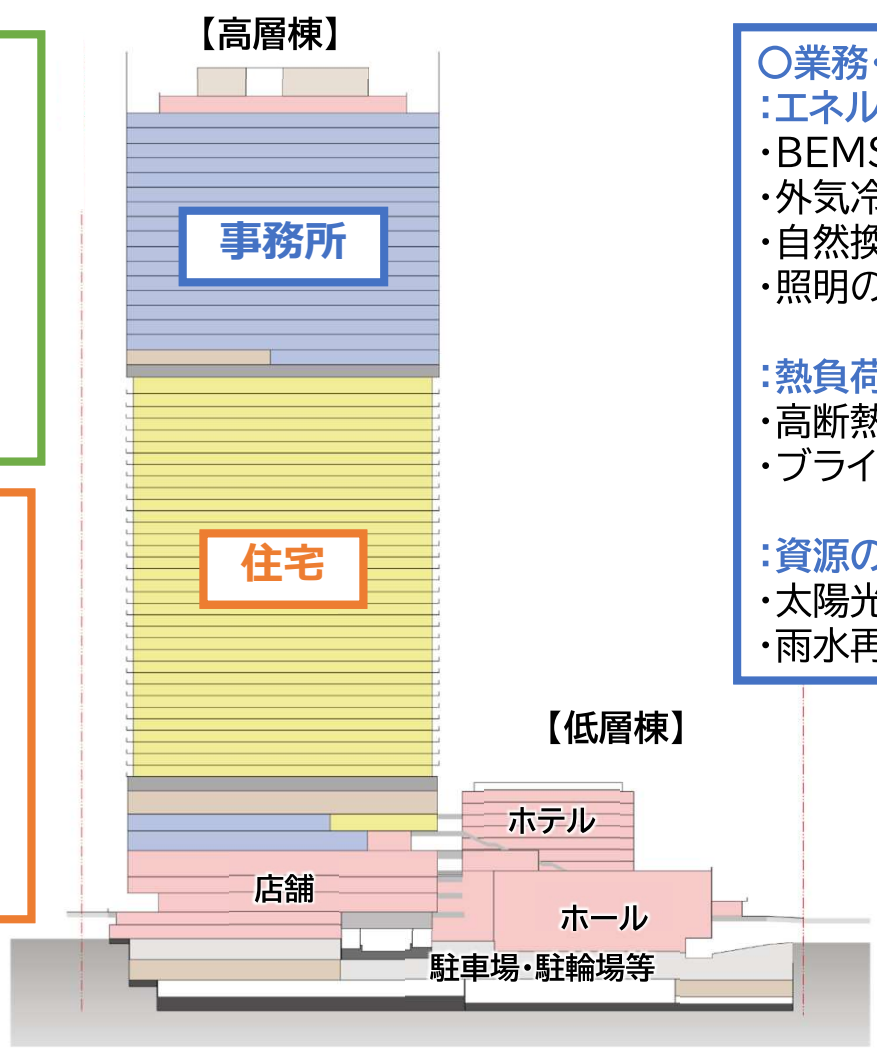 【高層棟】
事務所
住宅
【低層棟】
ホテル
店舗
ホール
駐車場・駐輪場等
○業務・
：エネル
・BEMS
・外気冷
・自然換
・照明の
：熱負荷
・高断熱
・ブライ
：資源の
・太陽光
・雨水再